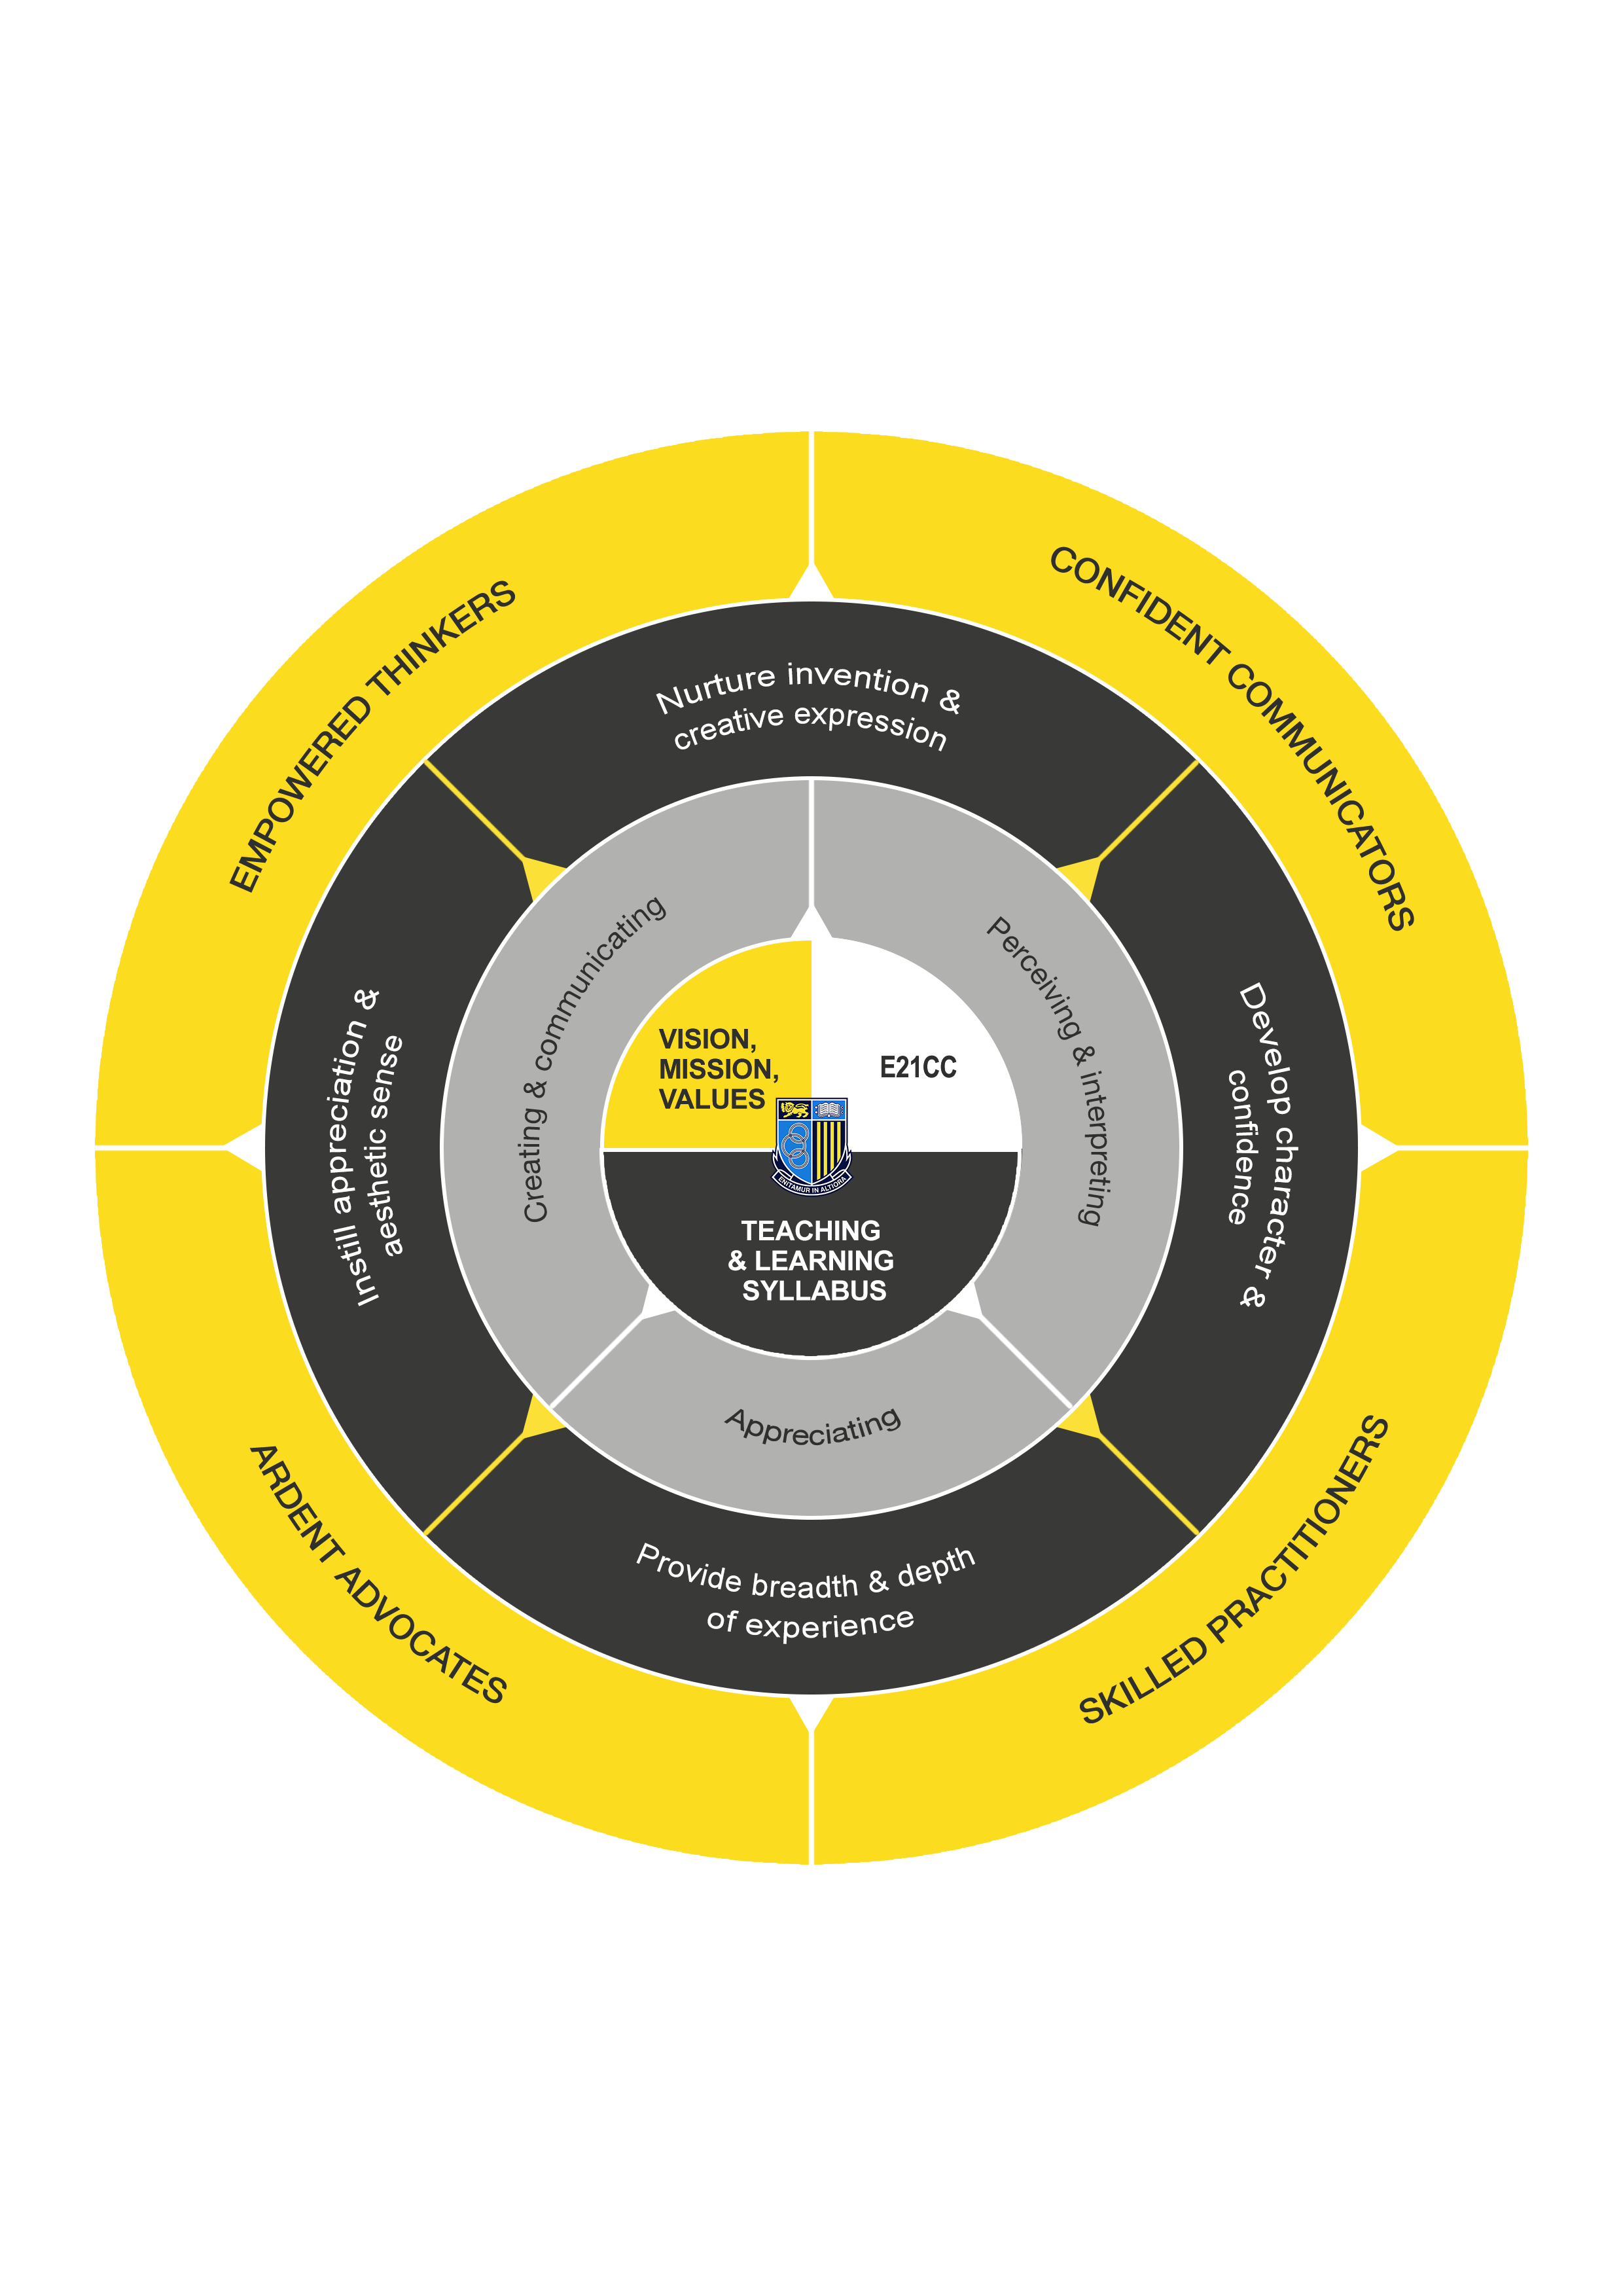 EMPOWERED THINKERS
CONFIDENT COMMUNICATORS
Nurture invention &
creative expression
Creating & communicating
Perceiving & interpreting
Instill appreciation &
aesthetic sense
Develop character &
confidence
VISION,
MISSION,
VALUES
E21CC
ENITAMUR IN ALTIORA
TEACHING
& LEARNING
SYLLABUS
Appreciating
Provide breadth & depth
of experience
ARDENT ADVOCATES
SKILLED PRACTITIONERS